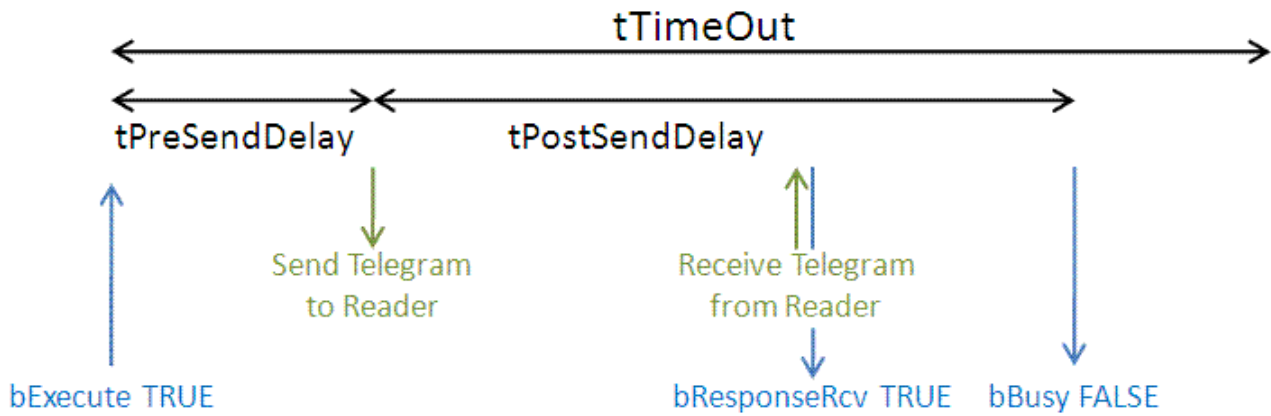 tTimeOut
tPreSendDelay
tPostSendDelay
Send Telegram
to Reader
Receive Telegram
from Reader
bExecute TRUE
bResponseRcv TRUE
bBusy FALSE